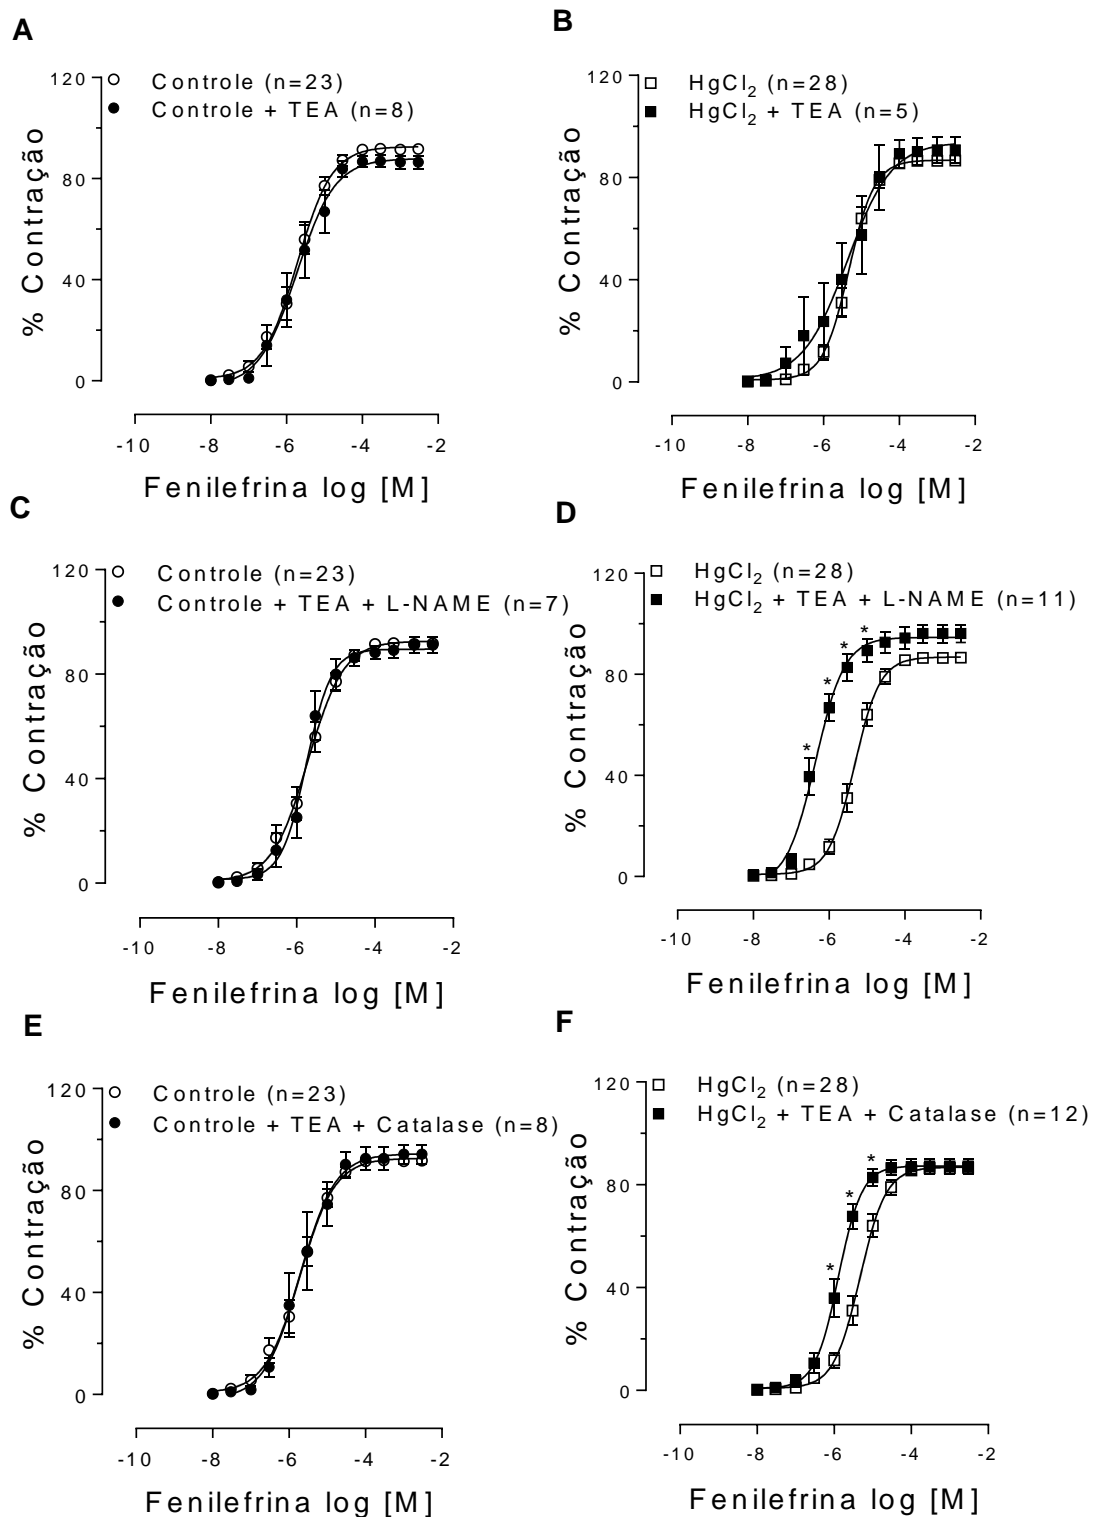 A
120
Controle (n=23)
Controle + TEA (n=8)
80
40
0
% Contração
-10 -8 -6 -4 -2
Fenilefrina log [M]
B
120
HgCl₂ (n=28)
HgCl₂ + TEA (n=5)
80
40
0
% Contração
-10 -8 -6 -4 -2
Fenilefrina log [M]
C
120
Controle (n=23)
Controle + TEA + L-NAME (n=7)
80
40
0
% Contração
-10 -8 -6 -4 -2
Fenilefrina log [M]
D
120
HgCl₂ (n=28)
HgCl₂ + TEA + L-NAME (n=11)
* * * *
80
40
0
% Contração
-10 -8 -6 -4 -2
Fenilefrina log [M]
E
120
Controle (n=23)
Controle + TEA + Catalase (n=8)
80
40
0
% Contração
-10 -8 -6 -4 -2
Fenilefrina log [M]
F
120
HgCl₂ (n=28)
HgCl₂ + TEA + Catalase (n=12)
* * *
80
40
0
% Contração
-10 -8 -6 -4 -2
Fenilefrina log [M]